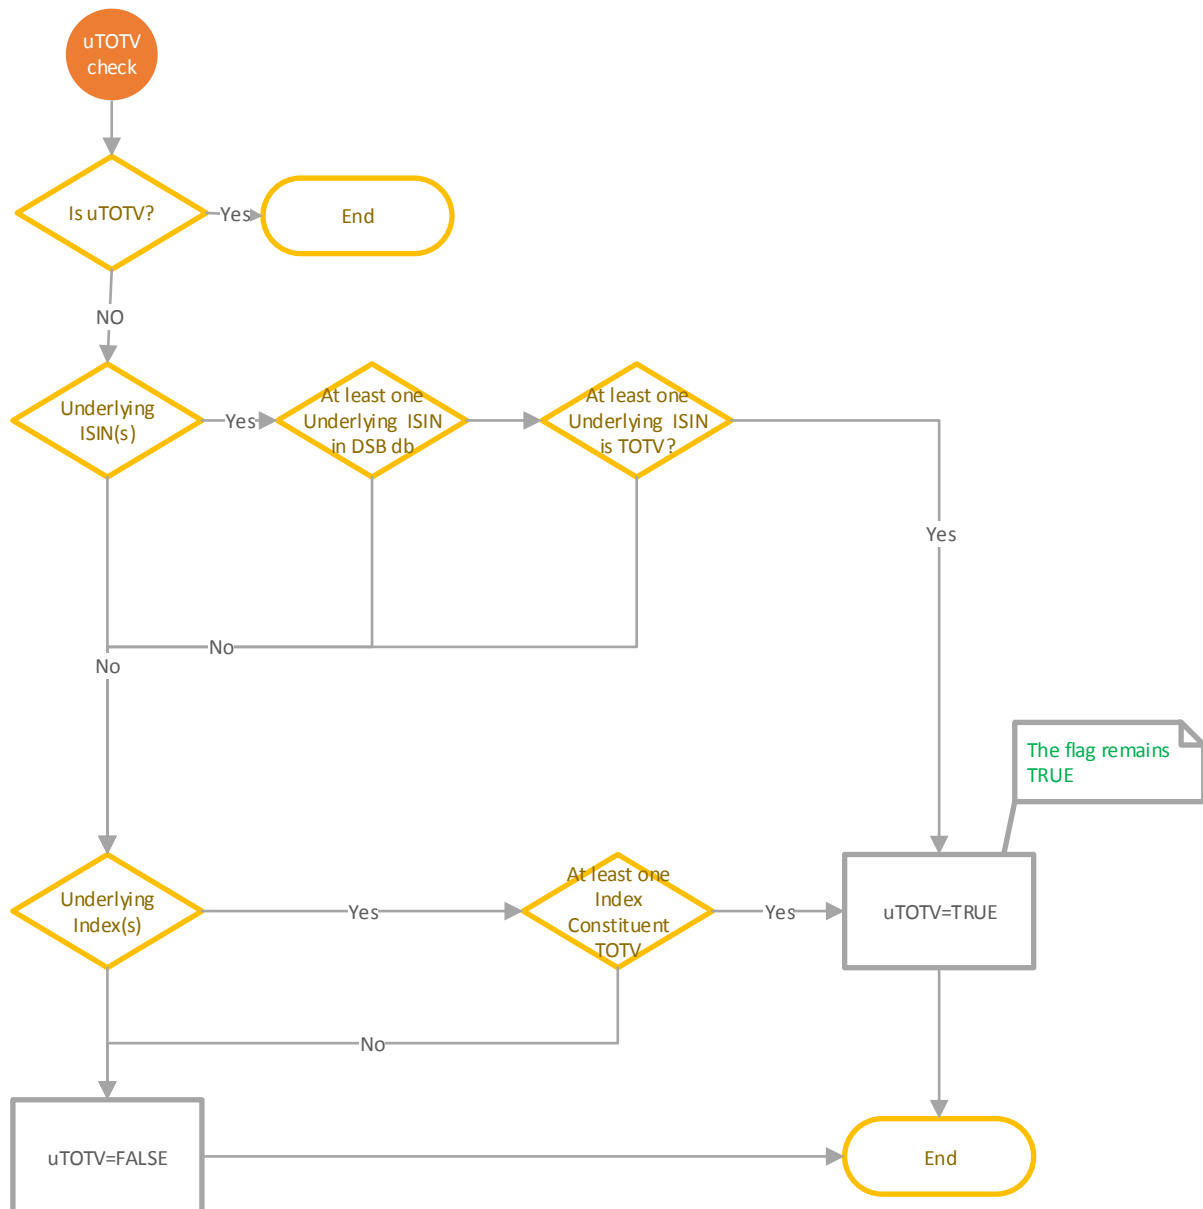 uTOTV
check
Is uTOTV?
Yes
End
NO
Underlying
ISIN(s)
Yes
At least one
Underlying ISIN
in DSB db
At least one
Underlying ISIN
is TOTV?
Yes
No
No
The flag remains
TRUE
Underlying
Index(s)
Yes
At least one
Index
Constituent
TOTV
Yes
uTOTV=TRUE
No
uTOTV=FALSE
End